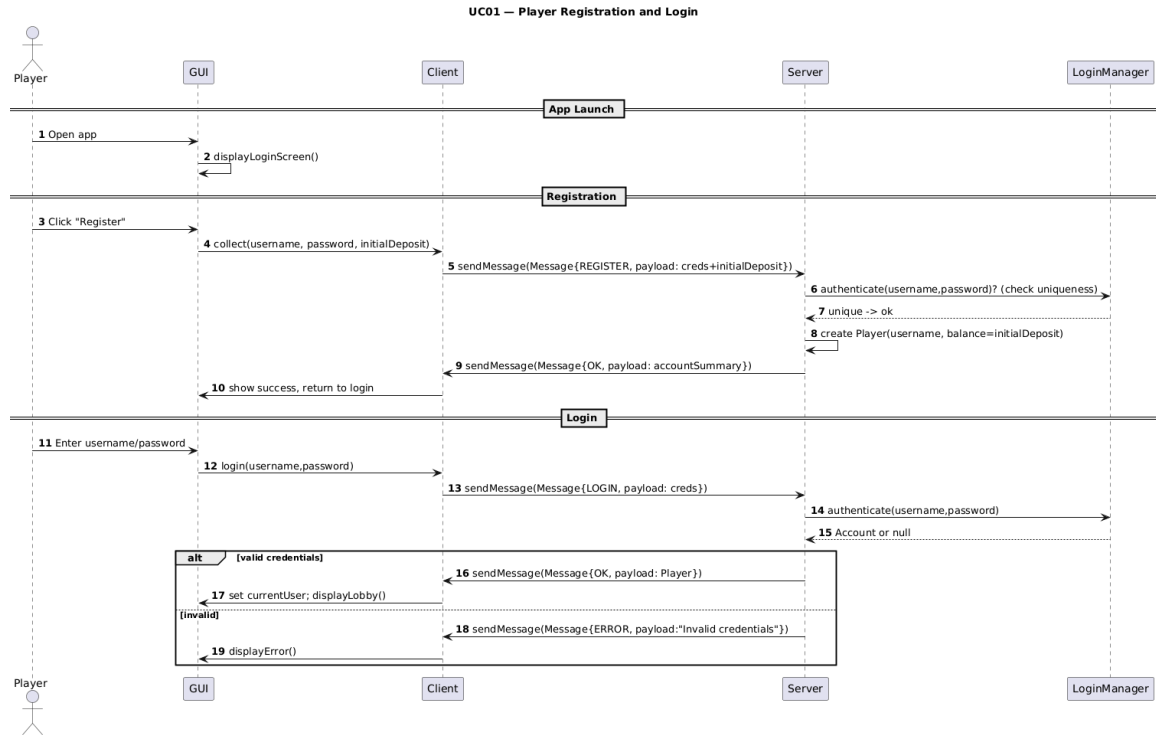 UC01 — Player Registration and Login
Player
GUI
Client
Server
LoginManager
App Launch
1 Open app
2 displayLoginScreen()
Registration
3 Click "Register"
4 collect(username, password, initialDeposit)
5 sendMessage(Message{REGISTER, payload: creds+initialDeposit})
6 authenticate(username,password)? (check uniqueness)
7 unique -> ok
8 create Player(username, balance=initialDeposit)
9 sendMessage(Message{OK, payload: accountSummary})
10 show success, return to login
Login
11 Enter username/password
12 login(username,password)
13 sendMessage(Message{LOGIN, payload: creds})
14 authenticate(username,password)
15 Account or null
alt [valid credentials]
16 sendMessage(Message{OK, payload: Player})
17 set currentUser; displayLobby()
[invalid]
18 sendMessage(Message{ERROR, payload:"Invalid credentials"})
19 displayError()
Player
GUI
Client
Server
LoginManager